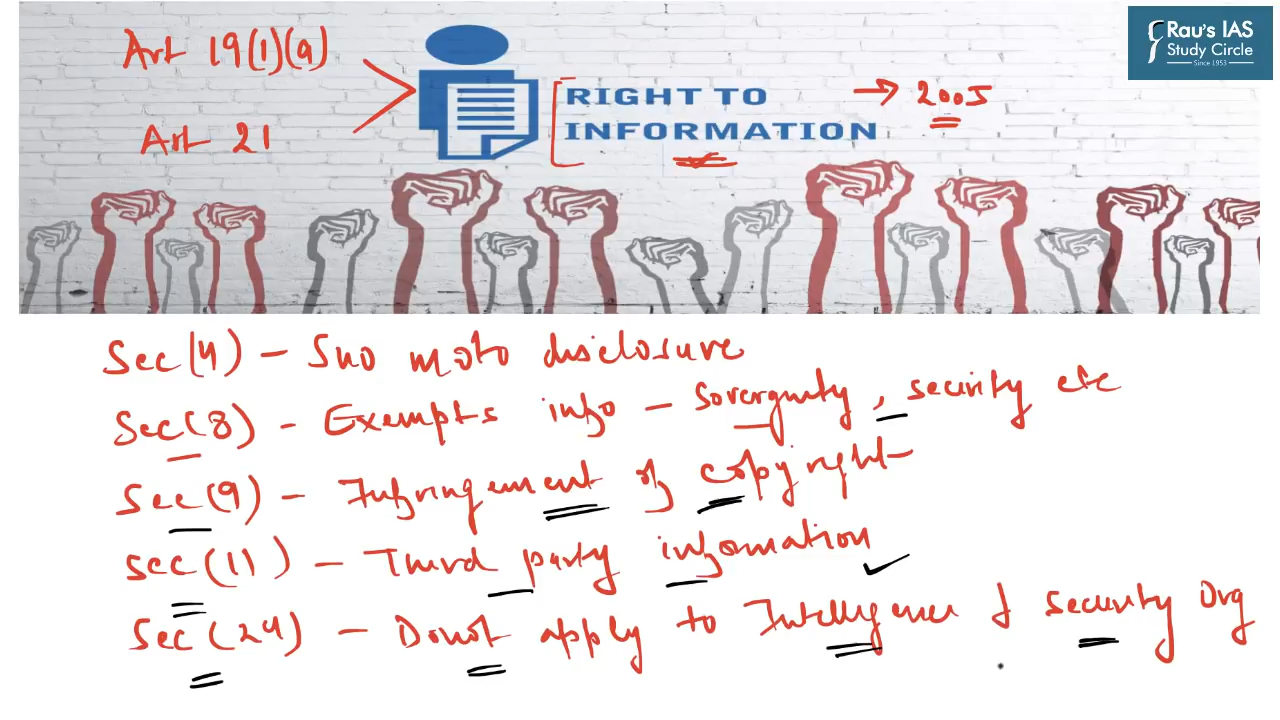 Rau's IAS
Study Circle
Since 1953
Art 19(1)(a)
Art 21
RIGHT TO
INFORMATION
→ 2005
Sec(4) - Suo moto disclosure
Sec(8) - Exempts info - Soverignity, security etc
Sec(9) - Infringement of copyright
Sec(11) - Third party information
Sec(24) - Donot apply to Intelligence & security Org